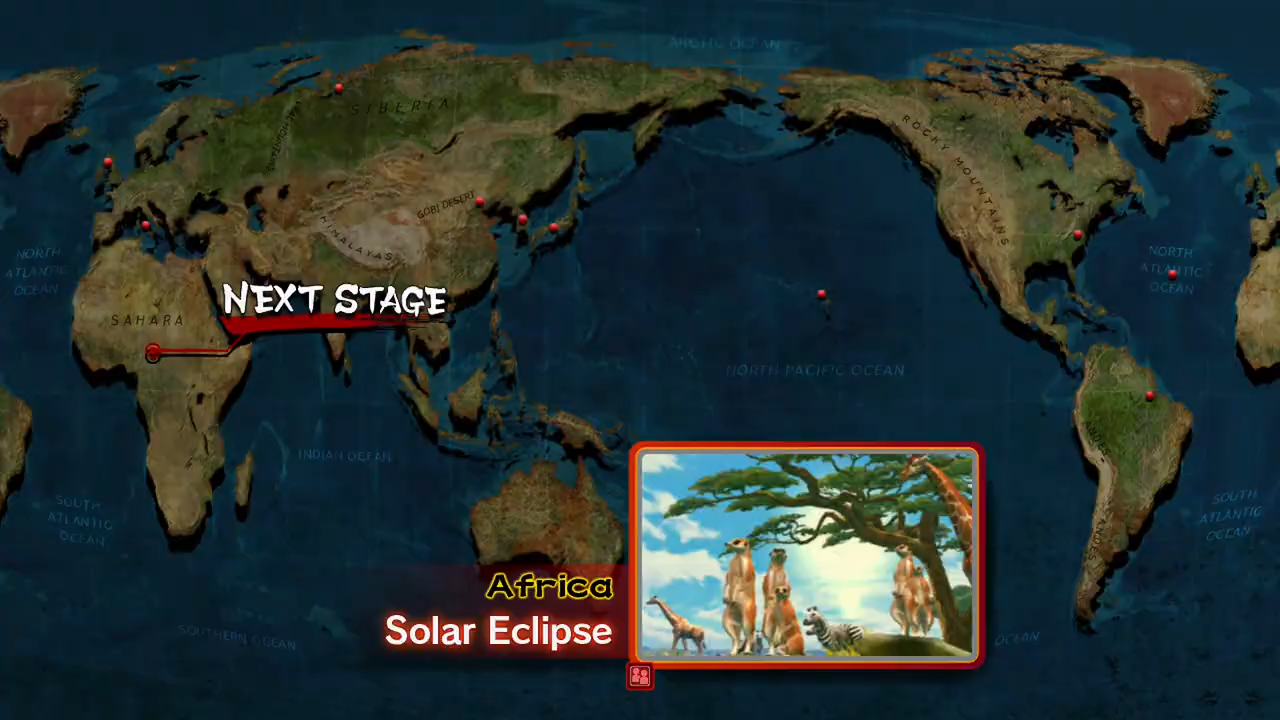 ARCTIC OCEAN
SIBERIA
ROCKY MOUNTAINS
GOBI DESERT
HIMALAYAS
NORTH
ATLANTIC
OCEAN
NORTH
ATLANTIC
OCEAN
NEXT STAGE
SAHARA
NORTH PACIFIC OCEAN
INDIAN OCEAN
SOUTH
ATLANTIC
OCEAN
SOUTH
ATLANTIC
OCEAN
ANDES
Africa
Solar Eclipse
SOUTHERN OCEAN
OCEAN